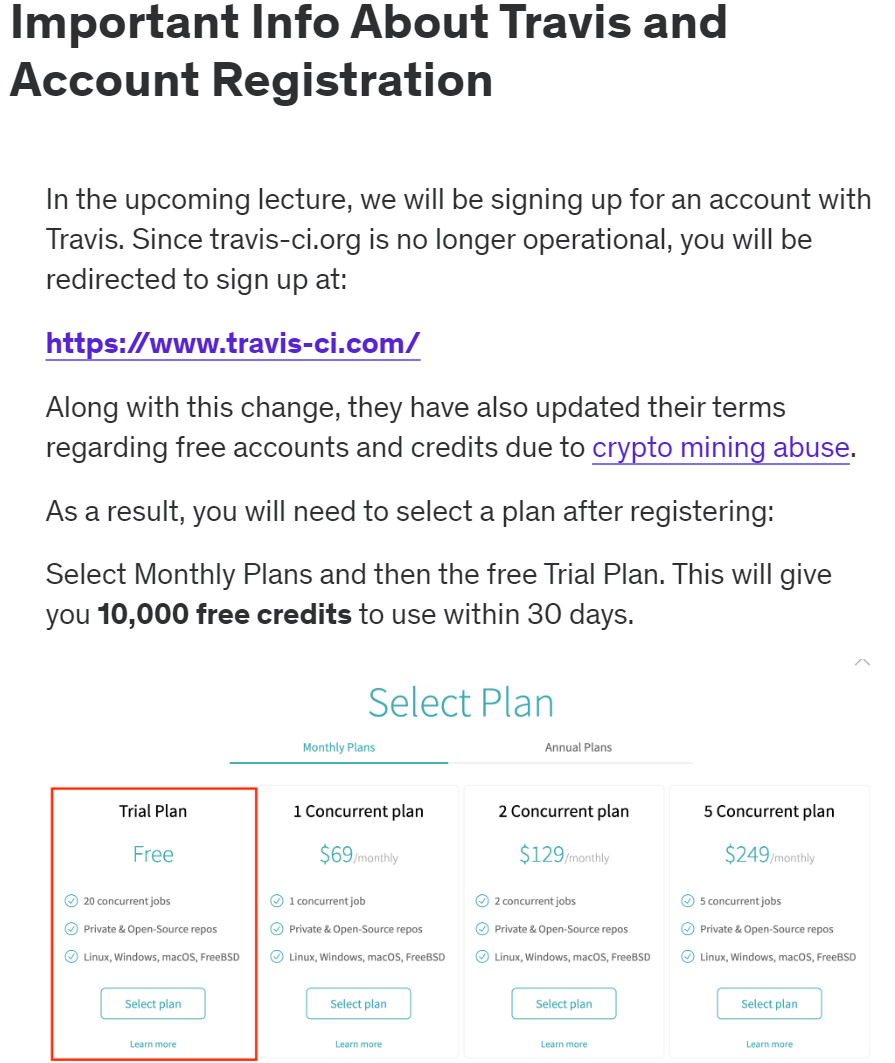 Important Info About Travis and
Account Registration
In the upcoming lecture, we will be signing up for an account with
Travis. Since travis-ci.org is no longer operational, you will be
redirected to sign up at:
https://www.travis-ci.com/
Along with this change, they have also updated their terms
regarding free accounts and credits due to crypto mining abuse.
As a result, you will need to select a plan after registering:
Select Monthly Plans and then the free Trial Plan. This will give
you 10,000 free credits to use within 30 days.
Select Plan
Monthly Plans
Annual Plans
Trial Plan
Free
20 concurrent jobs
Private & Open-Source repos
Linux, Windows, macOS, FreeBSD
Select plan
Learn more
1 Concurrent plan
$69/monthly
1 concurrent job
Private & Open-Source repos
Linux, Windows, macOS, FreeBSD
Select plan
Learn more
2 Concurrent plan
$129/monthly
2 concurrent jobs
Private & Open-Source repos
Linux, Windows, macOS, FreeBSD
Select plan
Learn more
5 Concurrent plan
$249/monthly
5 concurrent jobs
Private & Open-Source repos
Linux, Windows, macOS, FreeBSD
Select plan
Learn more